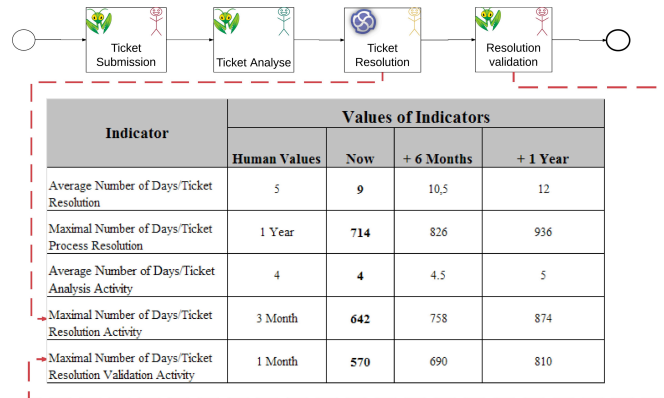 Ticket
Submission
Ticket Analyse
Ticket
Resolution
Resolution
validation
Indicator
Values of Indicators
Human Values
Now
+ 6 Months
+ 1 Year
Average Number of Days/Ticket
Resolution
5
9
10,5
12
Maximal Number of Days/Ticket
Process Resolution
1 Year
714
826
936
Average Number of Days/Ticket
Analysis Activity
4
4
4.5
5
Maximal Number of Days/Ticket
Resolution Activity
3 Month
642
758
874
Maximal Number of Days/Ticket
Resolution Validation Activity
1 Month
570
690
810